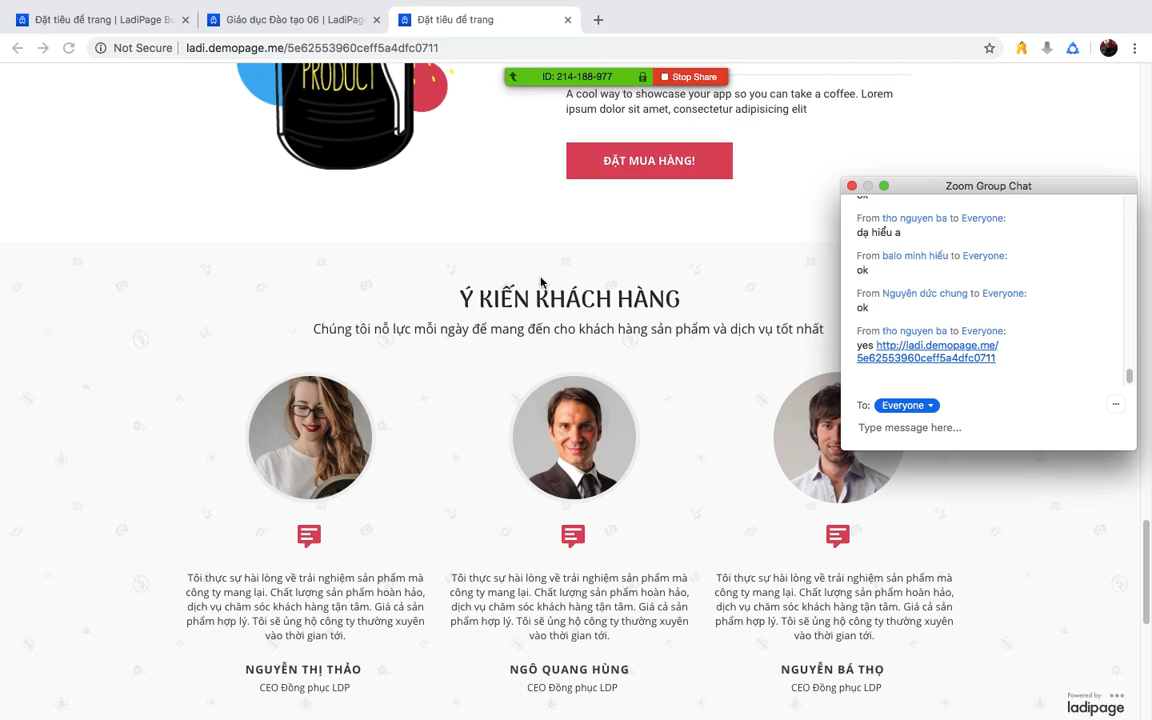 Đặt tiêu đề trang | LadiPage Bu
Giáo dục Đào tạo 06 | LadiPage
Đặt tiêu đề trang
Not Secure
ladi.demopage.me/5e62553960ceff5a4dfc0711
ID: 214-188-977
Stop Share
PRODUCT
A cool way to showcase your app so you can take a coffee. Lorem
ipsum dolor sit amet, consectetur adipisicing elit
ĐẶT MUA HÀNG!
Zoom Group Chat
ok
From tho nguyen ba to Everyone:
dạ hiểu a
From balo minh hiếu to Everyone:
ok
From Nguyên dức chung to Everyone:
ok
From tho nguyen ba to Everyone:
yes http://ladi.demopage.me/
5e62553960ceff5a4dfc0711
To: Everyone
Type message here...
Ý KIẾN KHÁCH HÀNG
Chúng tôi nỗ lực mỗi ngày để mang đến cho khách hàng sản phẩm và dịch vụ tốt nhất
Tôi thực sự hài lòng về trải nghiệm sản phẩm mà
công ty mang lại. Chất lượng sản phẩm hoàn hảo,
dịch vụ chăm sóc khách hàng tận tâm. Giá cả sản
phẩm hợp lý. Tôi sẽ ủng hộ công ty thường xuyên
vào thời gian tới.
NGUYỄN THỊ THẢO
CEO Đồng phục LDP
Tôi thực sự hài lòng về trải nghiệm sản phẩm mà
công ty mang lại. Chất lượng sản phẩm hoàn hảo,
dịch vụ chăm sóc khách hàng tận tâm. Giá cả sản
phẩm hợp lý. Tôi sẽ ủng hộ công ty thường xuyên
vào thời gian tới.
NGÔ QUANG HÙNG
CEO Đồng phục LDP
Tôi thực sự hài lòng về trải nghiệm sản phẩm mà
công ty mang lại. Chất lượng sản phẩm hoàn hảo,
dịch vụ chăm sóc khách hàng tận tâm. Giá cả sản
phẩm hợp lý. Tôi sẽ ủng hộ công ty thường xuyên
vào thời gian tới.
NGUYỄN BÁ THỌ
CEO Đồng phục LDP
Powered by
ladipage